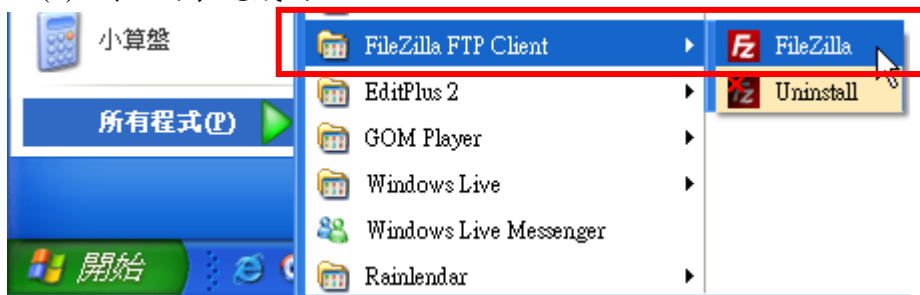 小算盤
所有程式(P)
開始
FileZilla FTP Client
EditPlus 2
GOM Player
Windows Live
Windows Live Messenger
Rainlendar
FileZilla
Uninstall